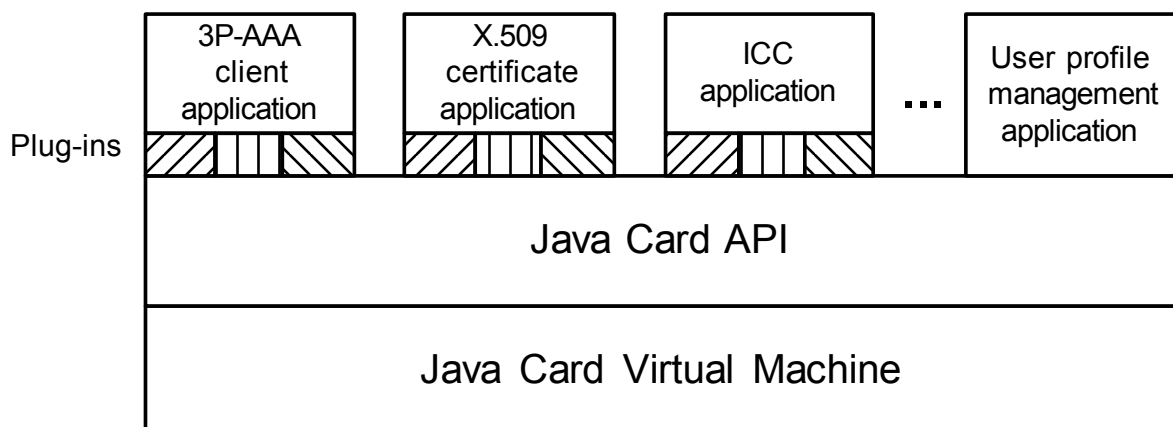 3P-AAA
client
application
X.509
certificate
application
ICC
application
...
User profile
management
application
Plug-ins
Java Card API
Java Card Virtual Machine